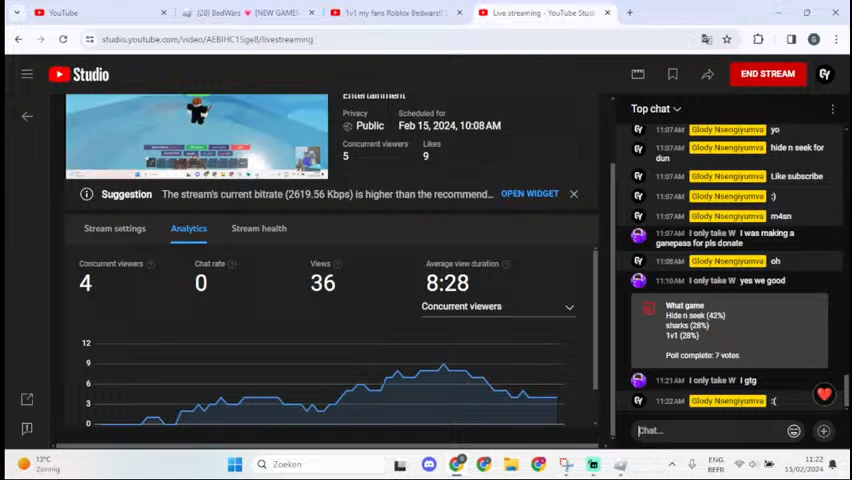 YouTube
(28) BedWars 💗 [NEW GAME!
-1v1 my fans Roblox Bedwars!!
Live streaming - YouTube Studi
studio.youtube.com/video/AEBIHC1Sge8/livestreaming
Studio
END STREAM
Entertainment
Privacy
Scheduled for
Public
Feb 15, 2024, 10:08 AM
Concurrent viewers
Likes
5
9
Suggestion
The stream's current bitrate (2619.56 Kbps) is higher than the recommend...
OPEN WIDGET
Stream settings
Analytics
Stream health
Concurrent viewers
Chat rate
Views
Average view duration
4
0
36
8:28
Concurrent viewers
12
9
6
3
0
Top chat
11:07 AM Glody Nsengiyumva yo
11:07 AM Glody Nsengiyumva hide n seek for
dun
11:07 AM Glody Nsengiyumva Like subscribe
11:07 AM Glody Nsengiyumva :)
11:07 AM Glody Nsengiyumva m4sn
11:07 AM I only take W I was making a
ganepass for pls donate
11:08 AM Glody Nsengiyumva oh
11:10 AM I only take W yes we good
What game
Hide n seek (42%)
sharks (28%)
1v1 (28%)
Poll complete: 7 votes
11:21 AM I only take W I gtg
11:22 AM Glody Nsengiyumva :(
Chat...
13°C
Zonnig
Zoeken
ENG
BEFR
11:22
15/02/2024